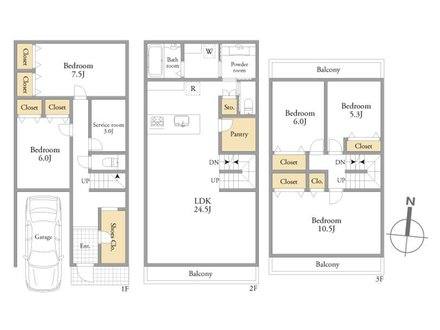 Closet
Bedroom
7.5J
Closet
Closet
Closet
Service room
3.0J
Bedroom
6.0J
UP
Garage
Ent.
Shoes Clo.
1F
Bath
room
W
Powder
room
R
Sto.
Pantry
DN
UP
LDK
24.5J
Balcony
2F
Balcony
Bedroom
6.0J
Bedroom
5.3J
Closet
Closet
DN
Closet
Clo.
UP
Bedroom
10.5J
Balcony
3F
N